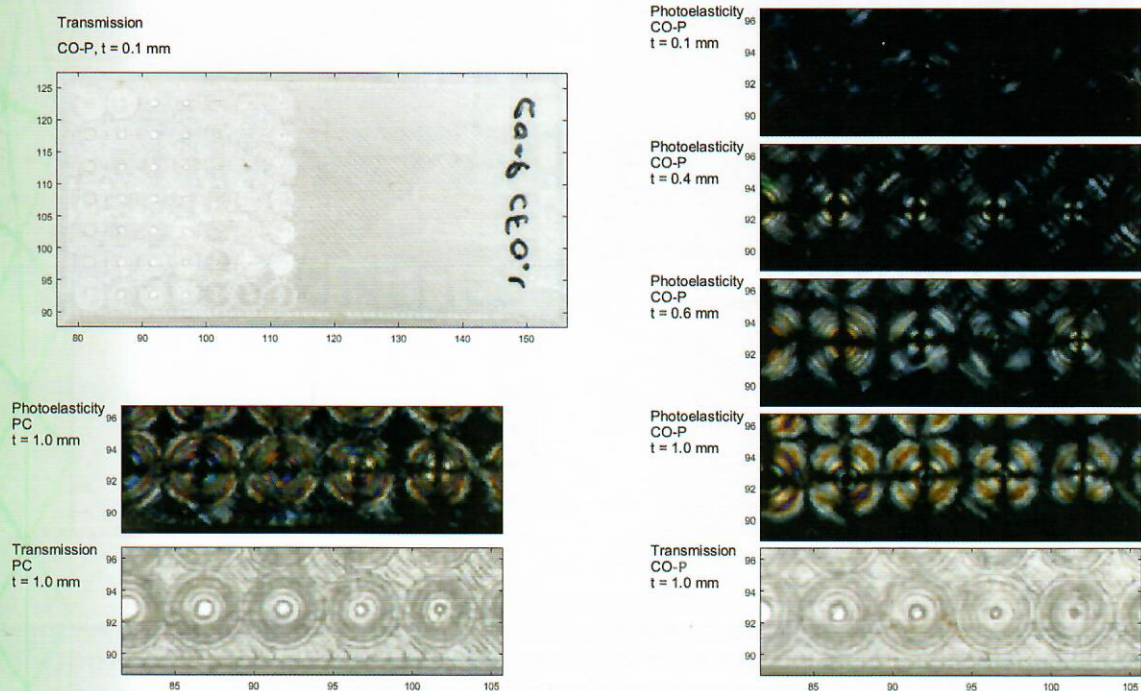 Transmission
CO-P, t = 0.1 mm
125
120
115
110
105
100
95
90
80
90
100
110
120
130
140
150
Photoelasticity
PC
t = 1.0 mm
96
94
92
90
Transmission
PC
t = 1.0 mm
96
94
92
90
85
90
95
100
105
Photoelasticity
CO-P
t = 0.1 mm
96
94
92
90
Photoelasticity
CO-P
t = 0.4 mm
96
94
92
90
Photoelasticity
CO-P
t = 0.6 mm
96
94
92
90
Photoelasticity
CO-P
t = 1.0 mm
96
94
92
90
Transmission
CO-P
t = 1.0 mm
96
94
92
90
85
90
95
100
105